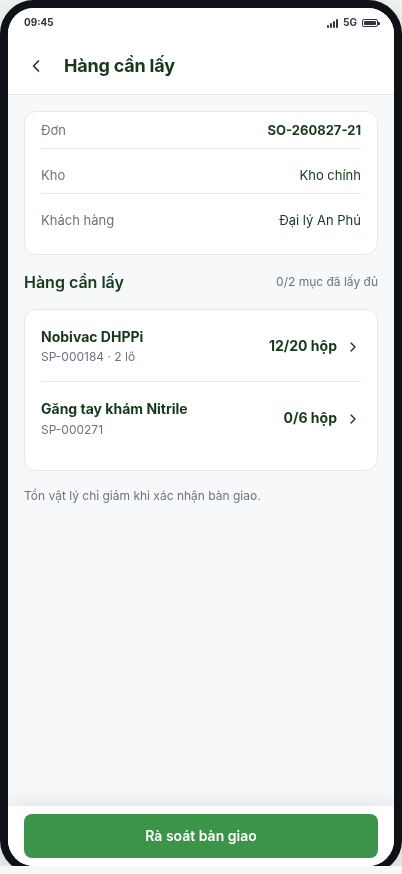 09:45 5G
Hàng cần lấy
Đơn SO-260827-21
Kho Kho chính
Khách hàng Đại lý An Phú
Hàng cần lấy 0/2 mục đã lấy đủ
Nobivac DHPPi
12/20 hộp
SP-000184 · 2 lô
Găng tay khám Nitrile
0/6 hộp
SP-000271
Tồn vật lý chỉ giảm khi xác nhận bàn giao.
Rà soát bàn giao